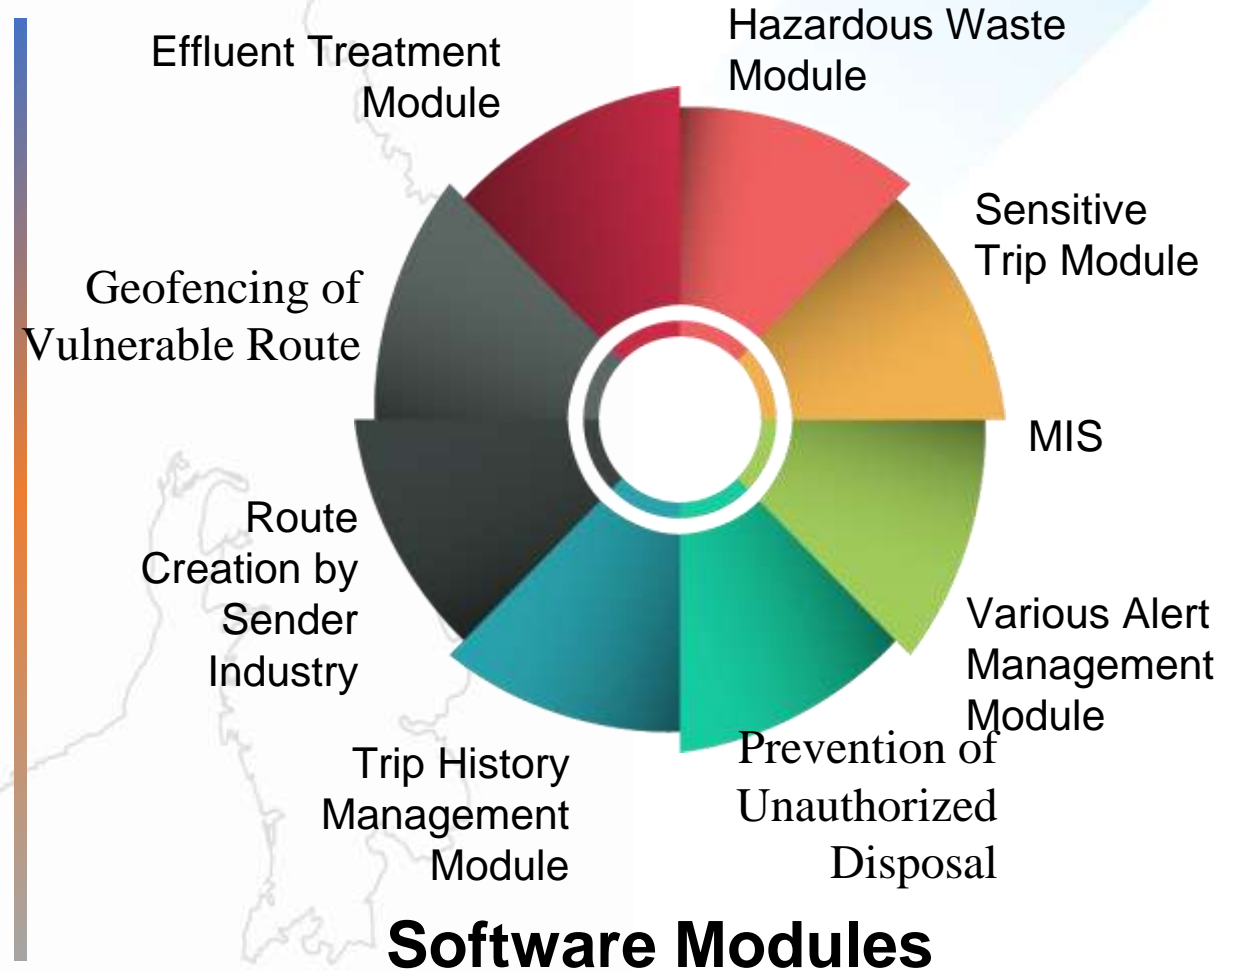 Hazardous Waste
Module
Effluent Treatment
Module
Sensitive
Trip Module
Geofencing of
Vulnerable Route
MIS
Route
Creation by
Sender
Industry
Various Alert
Management
Module
Prevention of
Unauthorized
Disposal
Trip History
Management
Module
Software Modules